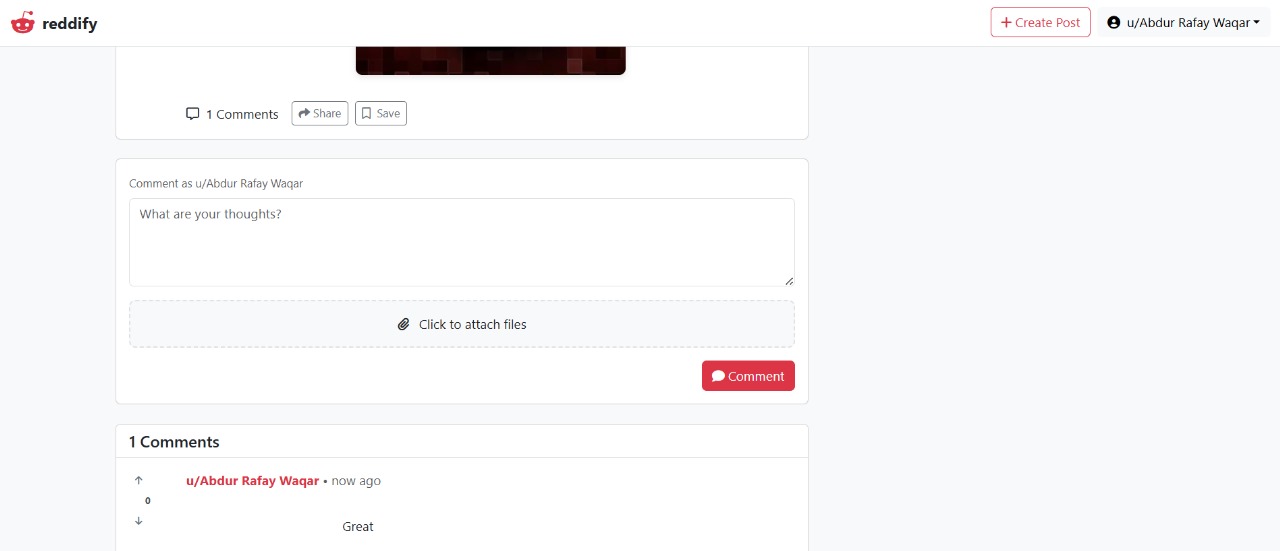 reddify
Create Post
u/Abdur Rafay Waqar
1 Comments
Share
Save
Comment as u/Abdur Rafay Waqar
What are your thoughts?
Click to attach files
Comment
1 Comments
u/Abdur Rafay Waqar • now ago
0
Great